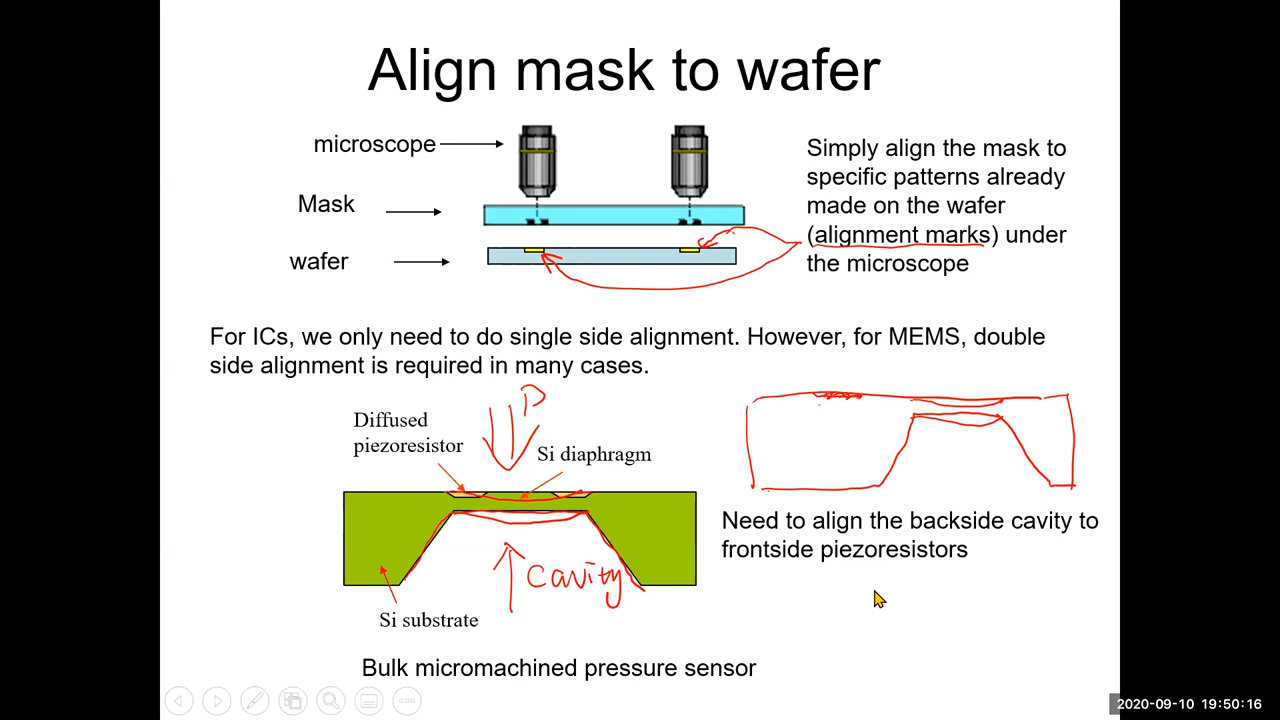 Align mask to wafer
microscope
Mask
wafer
Simply align the mask to
specific patterns already
made on the wafer
(alignment marks) under
the microscope
For ICs, we only need to do single side alignment. However, for MEMS, double
side alignment is required in many cases.
P
Diffused
piezoresistor
Si diaphragm
Cavity
Si substrate
Need to align the backside cavity to
frontside piezoresistors
Bulk micromachined pressure sensor
2020-09-10 19:50:16